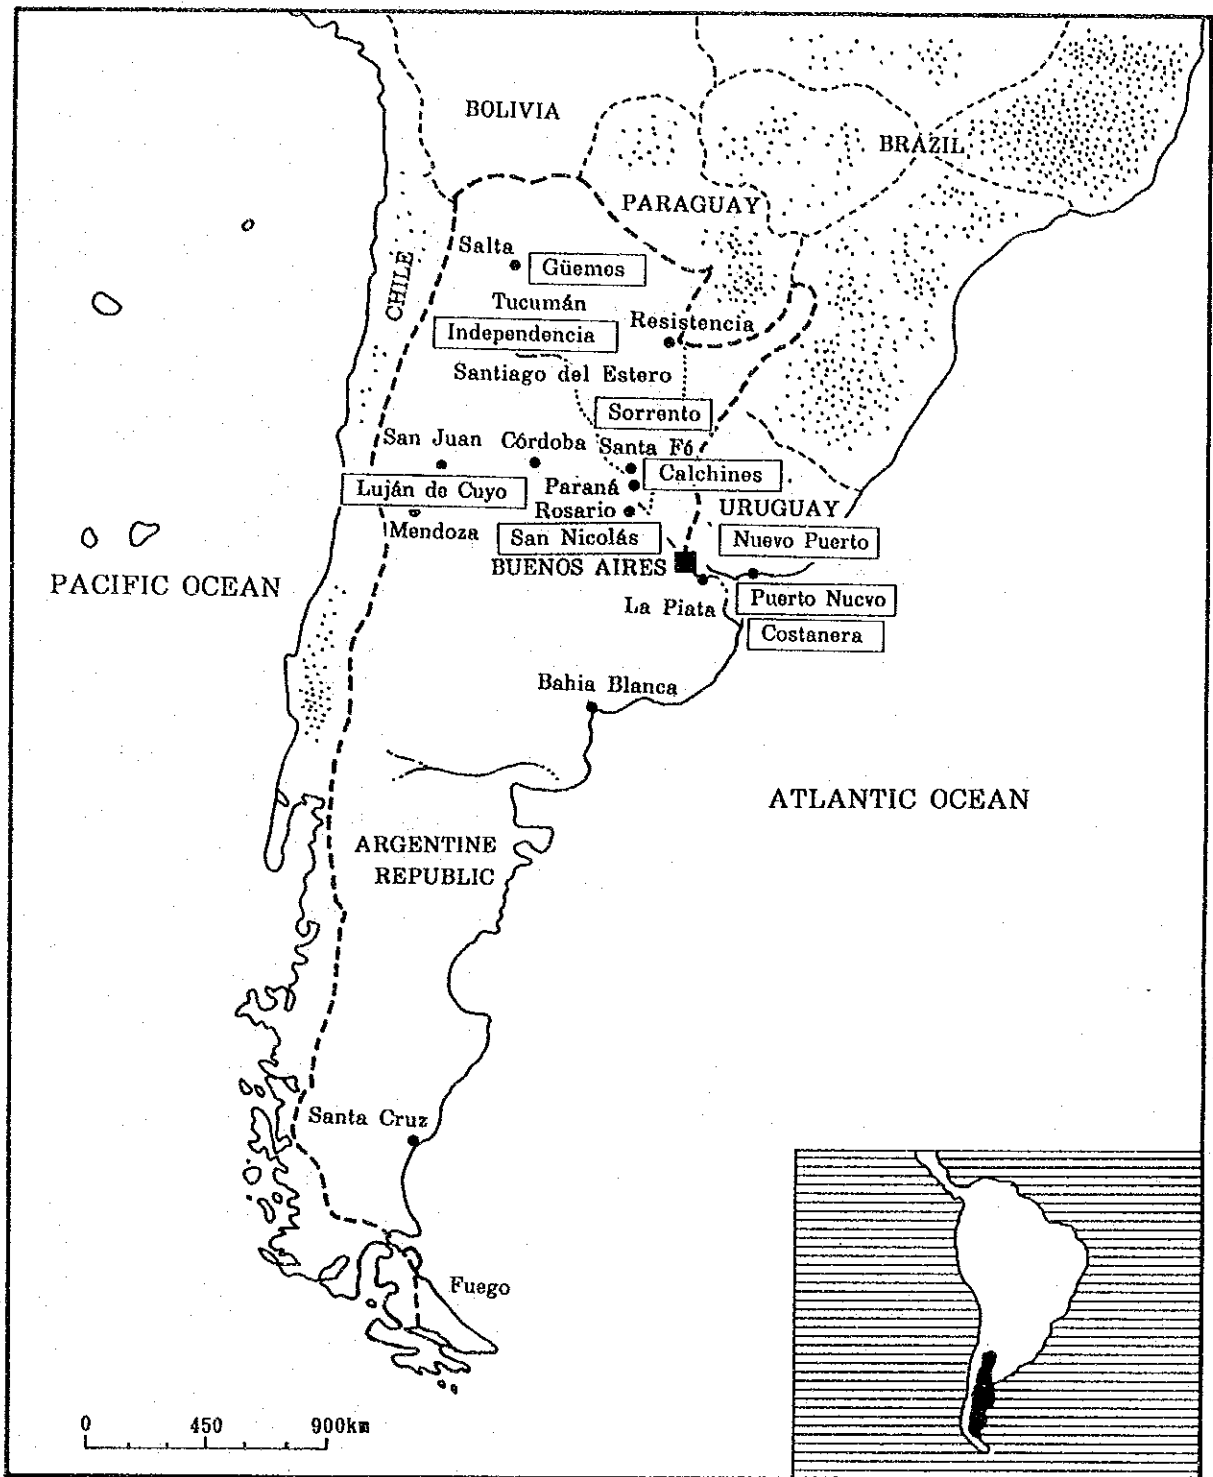 BOLIVIA
BRAZIL
PARAGUAY
CHILE
Salta
Güemos
Tucumán
Independencia
Resistencia
Santiago del Estero
Sorrento
San Juan
Córdoba
Santa Fó
Calchines
Luján de Cuyo
Paraná
Rosario
URUGUAY
Mendoza
San Nicolás
Nuevo Puerto
BUENOS AIRES
PACIFIC OCEAN
La Plata
Puerto Nuevo
Costanera
Bahia Blanca
ATLANTIC OCEAN
ARGENTINE
REPUBLIC
Santa Cruz
Fuego
0 450 900km